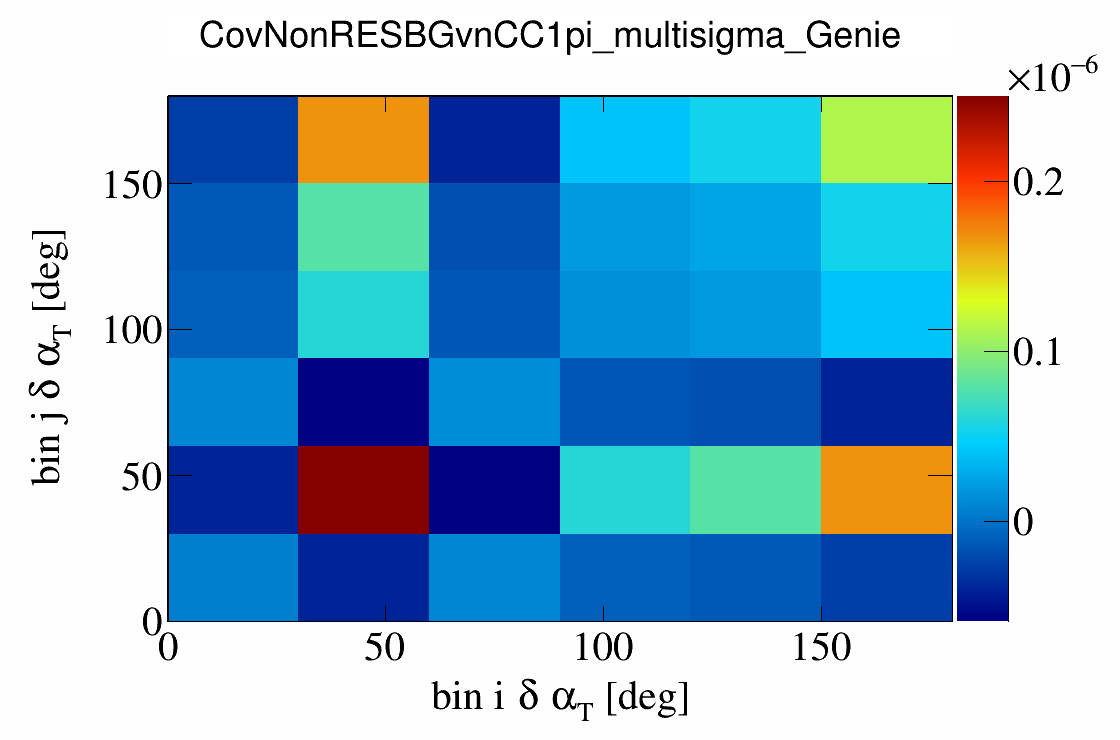 CovNonRESBGvnCC1pi_multisigma_Genie
×10⁻⁶
150
100
50
0
0.2
0.1
0
0 50 100 150
bin j δ α_T [deg]
bin i δ α_T [deg]